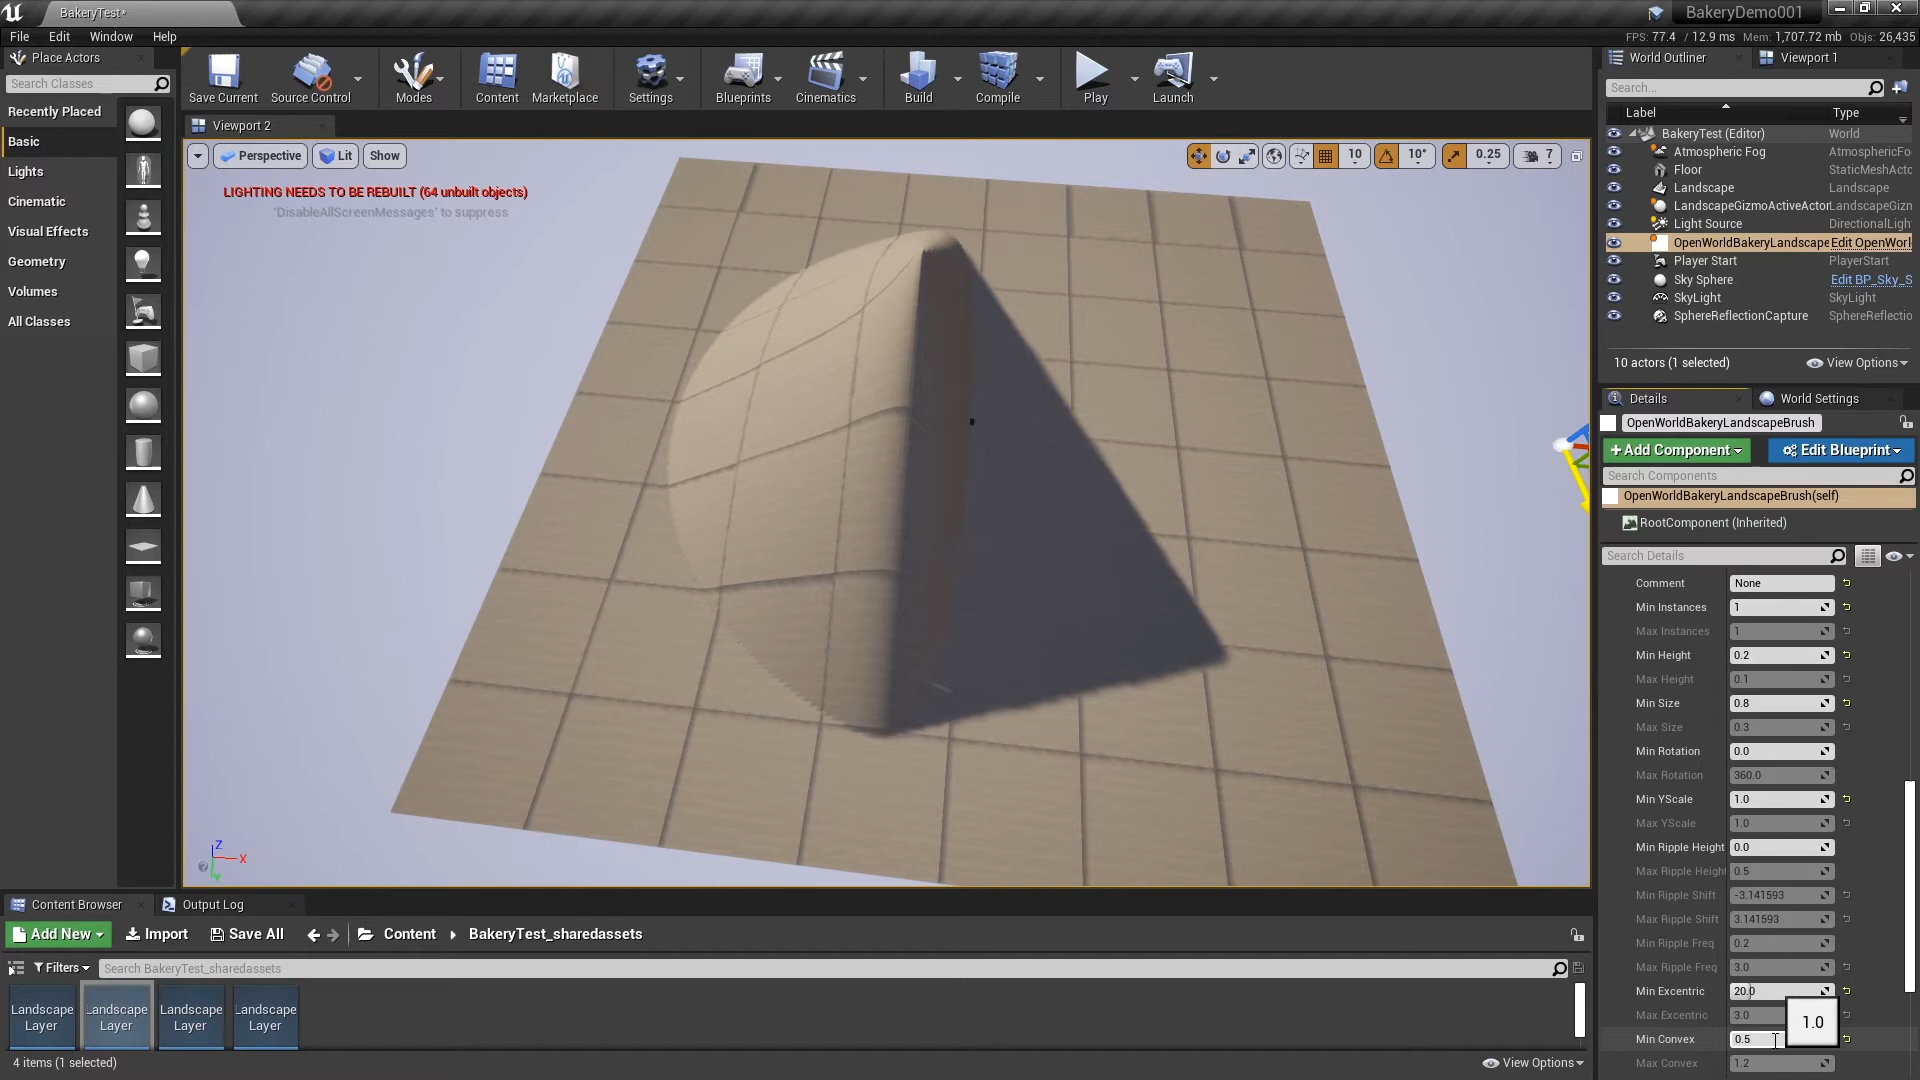 BakeryTest*
BakeryDemo001
File Edit Window Help
FPS: 77.4 / 12.9 ms Mem: 1,707.72 mb Objs: 26,435
Place Actors
Search Classes
Recently Placed
Basic
Lights
Cinematic
Visual Effects
Geometry
Volumes
All Classes
Save Current
Source Control
Modes
Content
Marketplace
Settings
Blueprints
Cinematics
Build
Compile
Play
Launch
Viewport 2
Perspective
Lit
Show
10
10°
0.25
7
LIGHTING NEEDS TO BE REBUILT (64 unbuilt objects)
'DisableAllScreenMessages' to suppress
Z
X
Y
World Outliner
Viewport 1
Search...
Label Type
BakeryTest (Editor) World
Atmospheric Fog AtmosphericFo
Floor StaticMeshActo
Landscape Landscape
LandscapeGizmoActiveActor LandscapeGizn
Light Source DirectionalLigh
OpenWorldBakeryLandscape Edit OpenWorl
Player Start PlayerStart
Sky Sphere Edit BP_Sky_S
SkyLight SkyLight
SphereReflectionCapture SphereReflectio
10 actors (1 selected)
View Options
Details
World Settings
OpenWorldBakeryLandscapeBrush
+Add Component
Edit Blueprint
Search Components
OpenWorldBakeryLandscapeBrush(self)
RootComponent (Inherited)
Search Details
Comment None
Min Instances 1
Max Instances 1
Min Height 0.2
Max Height 0.1
Min Size 0.8
Max Size 0.3
Min Rotation 0.0
Max Rotation 360.0
Min YScale 1.0
Max YScale 1.0
Min Ripple Height 0.0
Max Ripple Heigh 0.5
Min Ripple Shift -3.141593
Max Ripple Shift 3.141593
Min Ripple Freq 0.2
Max Ripple Freq 3.0
Min Excentric 20.0
Max Excentric 3.0
1.0
Min Convex 0.5
Max Convex 1.2
Content Browser
Output Log
Add New
Import
Save All
Content
BakeryTest_sharedassets
Filters
Search BakeryTest_sharedassets
Landscape Layer
Landscape Layer
Landscape Layer
Landscape Layer
4 items (1 selected)
View Options